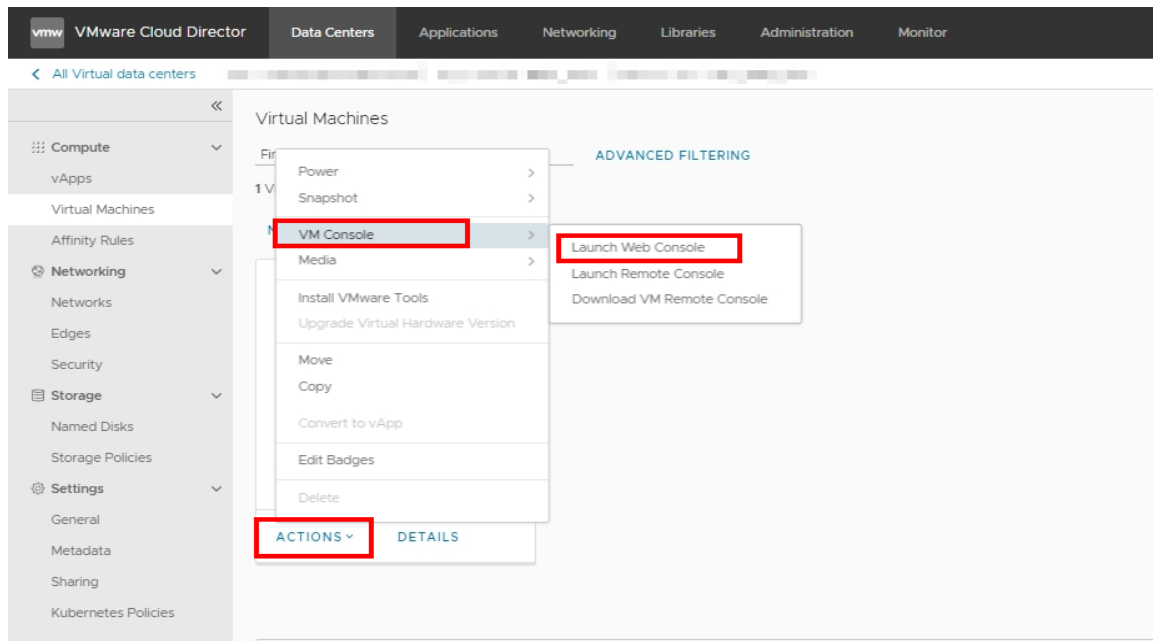 vmw VMware Cloud Director Data Centers Applications Networking Libraries Administration Monitor
All Virtual data centers
Compute
vApps
Virtual Machines
Affinity Rules
Networking
Networks
Edges
Security
Storage
Named Disks
Storage Policies
Settings
General
Metadata
Sharing
Kubernetes Policies
Virtual Machines
ADVANCED FILTERING
1
Power
Snapshot
VM Console
Media
Install VMware Tools
Upgrade Virtual Hardware Version
Move
Copy
Convert to vApp
Edit Badges
Delete
Launch Web Console
Launch Remote Console
Download VM Remote Console
ACTIONS DETAILS